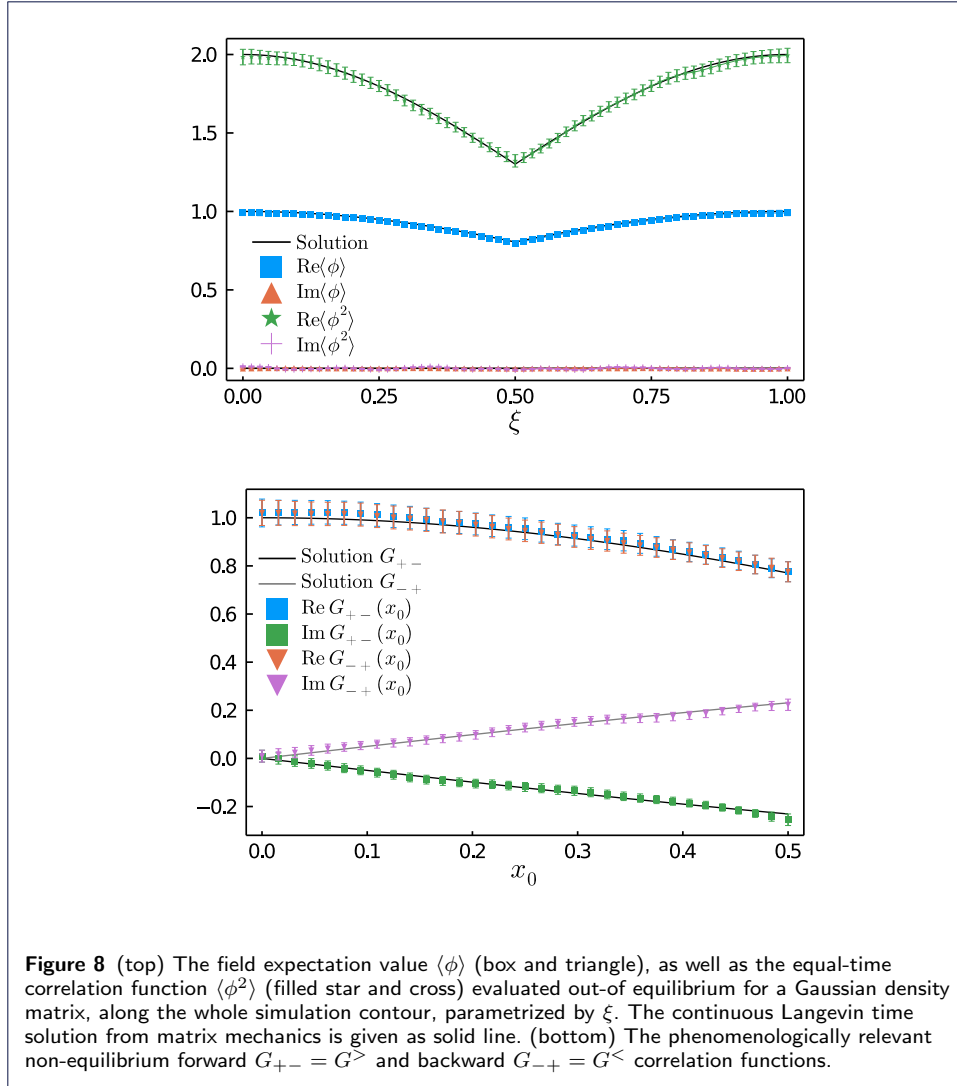 2.0
1.5
1.0
0.5
0.0
Solution
Re⟨ϕ⟩
Im⟨ϕ⟩
Re⟨ϕ²⟩
Im⟨ϕ²⟩
0.00 0.25 0.50 0.75 1.00
ξ
1.0
0.8
0.6
0.4
0.2
0.0
−0.2
Solution G₊₋
Solution G₋₊
Re G₊₋(x₀)
Im G₊₋(x₀)
Re G₋₊(x₀)
Im G₋₊(x₀)
0.0 0.1 0.2 0.3 0.4 0.5
x₀
Figure 8 (top) The field expectation value ⟨ϕ⟩ (box and triangle), as well as the equal-time
correlation function ⟨ϕ²⟩ (filled star and cross) evaluated out-of equilibrium for a Gaussian density
matrix, along the whole simulation contour, parametrized by ξ. The continuous Langevin time
solution from matrix mechanics is given as solid line. (bottom) The phenomenologically relevant
non-equilibrium forward G₊₋ = G^> and backward G₋₊ = G^< correlation functions.